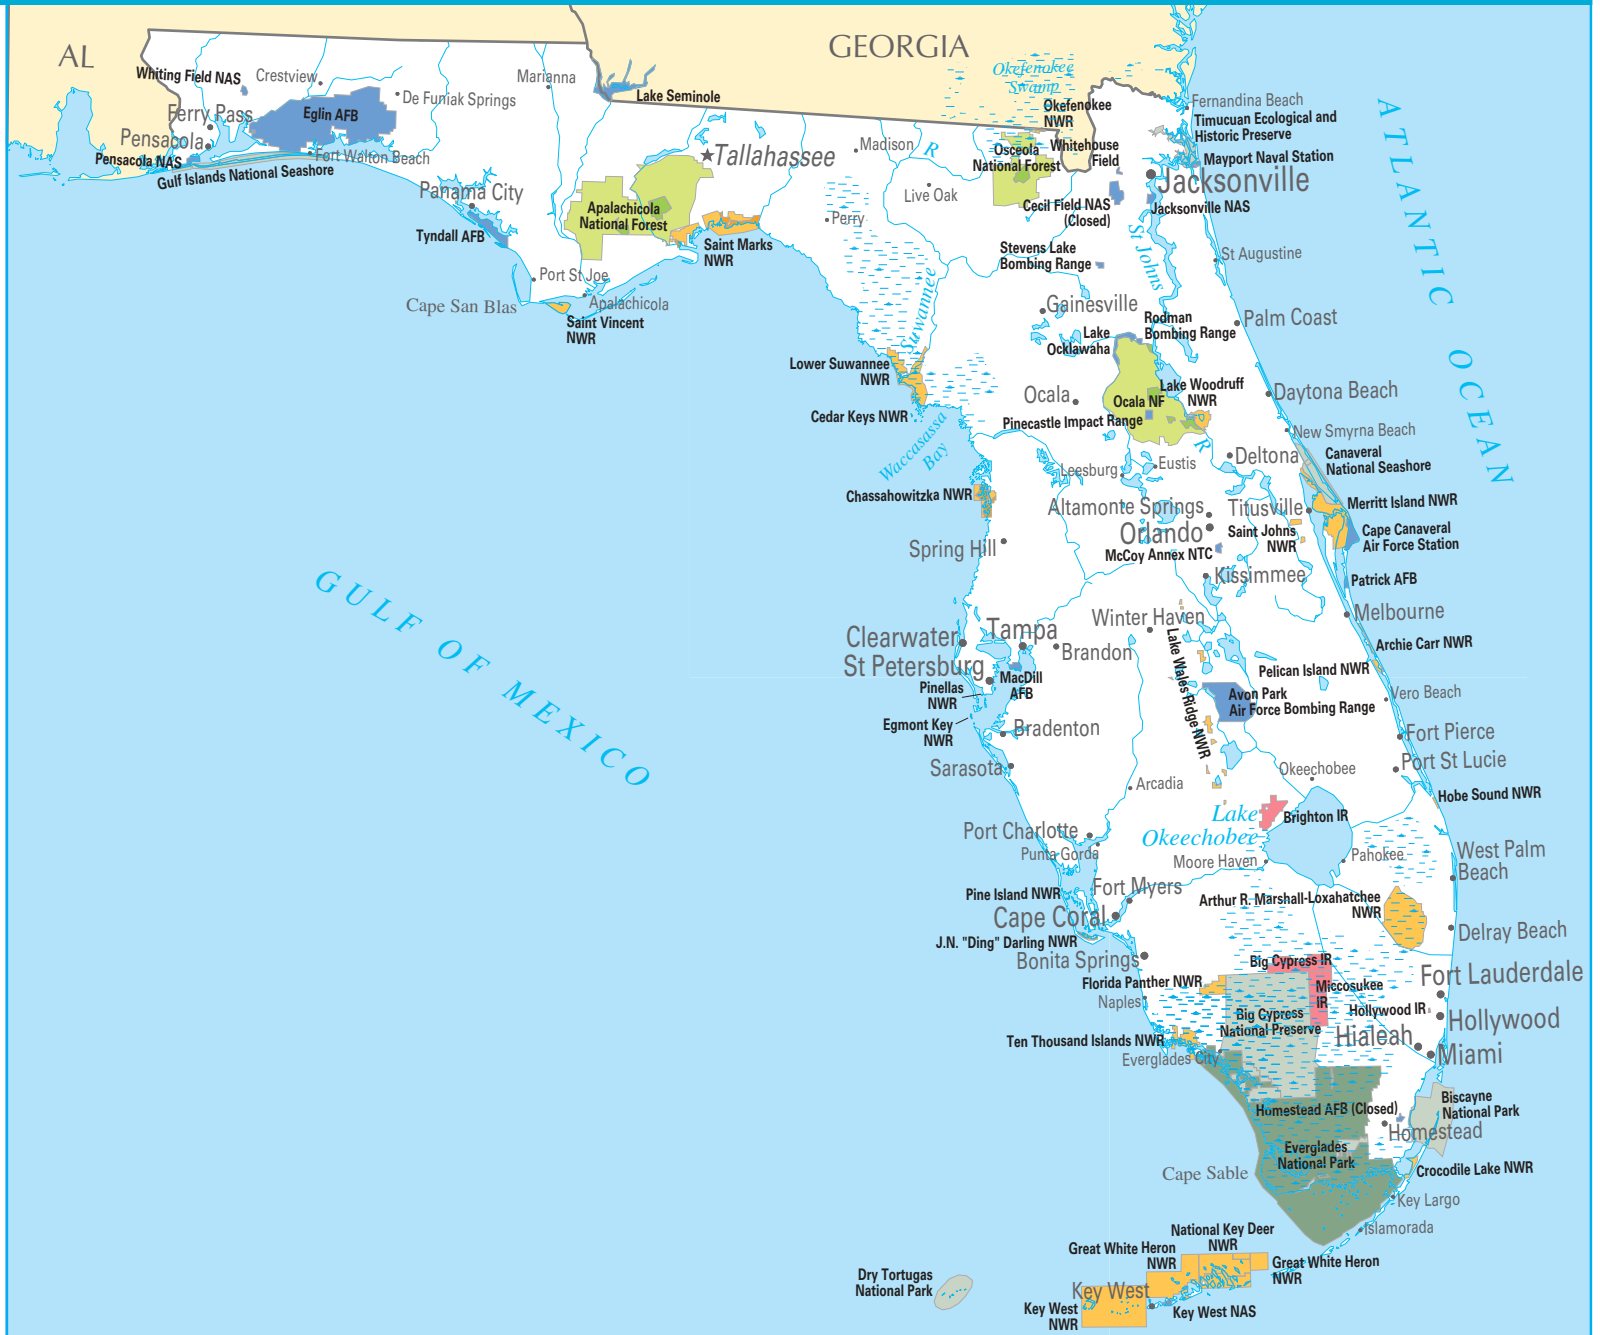 AL
GEORGIA
Whiting Field NAS
Crestview
Marianna
Okefenokee
Swamp
Lake Seminole
Ferry Pass
Eglin AFB
De Funiak Springs
Okefenokee
NWR
Fernandina Beach
Timucuan Ecological and
Historic Preserve
Pensacola
Pensacola NAS
Fort Walton Beach
Gulf Islands National Seashore
Tallahassee
Madison
R
Osceola
National Forest
Whitehouse
Field
Mayport Naval Station
Jacksonville
Panama City
Live Oak
Cecil Field NAS
(Closed)
Jacksonville NAS
Apalachicola
National Forest
Perry
Tyndall AFB
Saint Marks
NWR
Stevens Lake
Bombing Range
St Johns
R
St Augustine
Port St Joe
Cape San Blas
Apalachicola
Saint Vincent
NWR
Suwannee
Gainesville
Lake
Ocklawaha
Rodman
Bombing Range
Palm Coast
ATLANTIC OCEAN
Lower Suwannee
NWR
Cedar Keys NWR
Waccasassa
Bay
Ocala
Ocala NF
Lake Woodruff
NWR
Pinecastle Impact Range
Daytona Beach
New Smyrna Beach
Leesburg
Eustis
Deltona
Canaveral
National Seashore
Chassahowitzka NWR
Altamonte Springs
Titusville
Merritt Island NWR
Orlando
Saint Johns
NWR
Cape Canaveral
Air Force Station
Spring Hill
McCoy Annex NTC
Kissimmee
Patrick AFB
GULF OF MEXICO
Winter Haven
Melbourne
Clearwater
Tampa
Brandon
Archie Carr NWR
St Petersburg
MacDill
AFB
Lake Wales Ridge NWR
Pelican Island NWR
Pinellas
NWR
Avon Park
Air Force Bombing Range
Vero Beach
Egmont Key
NWR
Bradenton
Fort Pierce
Sarasota
Okeechobee
Port St Lucie
Arcadia
Hobe Sound NWR
Lake
Okeechobee
Brighton IR
Port Charlotte
Punta Gorda
Moore Haven
Pahokee
West Palm
Beach
Pine Island NWR
Fort Myers
Arthur R. Marshall-Loxahatchee
NWR
Cape Coral
J.N. "Ding" Darling NWR
Delray Beach
Bonita Springs
Big Cypress IR
Fort Lauderdale
Florida Panther NWR
Miccosukee
IR
Naples
Hollywood IR
Big Cypress
National Preserve
Hollywood
Ten Thousand Islands NWR
Hialeah
Everglades City
Miami
Homestead AFB (Closed)
Biscayne
National Park
Homestead
Everglades
National Park
Cape Sable
Crocodile Lake NWR
Key Largo
Islamorada
National Key Deer
NWR
Great White Heron
NWR
Great White Heron
NWR
Dry Tortugas
National Park
Key West
Key West
NWR
Key West NAS